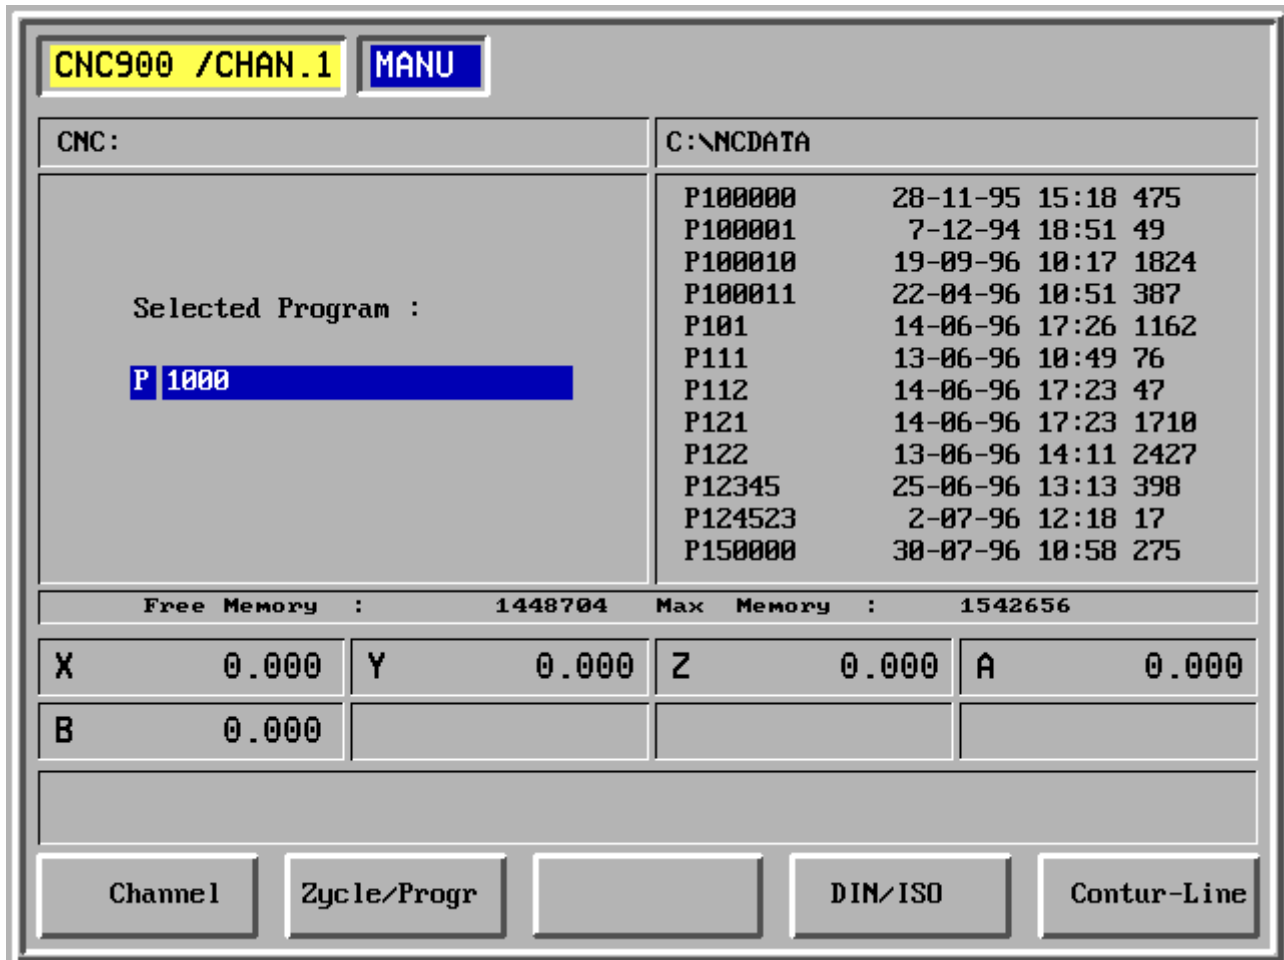 CNC900 /CHAN.1 MANU
CNC: C:\NCDATA
Selected Program :
P 1000
P100000 28-11-95 15:18 475
P100001 7-12-94 18:51 49
P100010 19-09-96 10:17 1824
P100011 22-04-96 10:51 387
P101 14-06-96 17:26 1162
P111 13-06-96 10:49 76
P112 14-06-96 17:23 47
P121 14-06-96 17:23 1710
P122 13-06-96 14:11 2427
P12345 25-06-96 13:13 398
P124523 2-07-96 12:18 17
P150000 30-07-96 10:58 275
Free Memory : 1448704 Max Memory : 1542656
X 0.000 Y 0.000 Z 0.000 A 0.000
B 0.000
Channel Zycle/Progr DIN/ISO Contur-Line